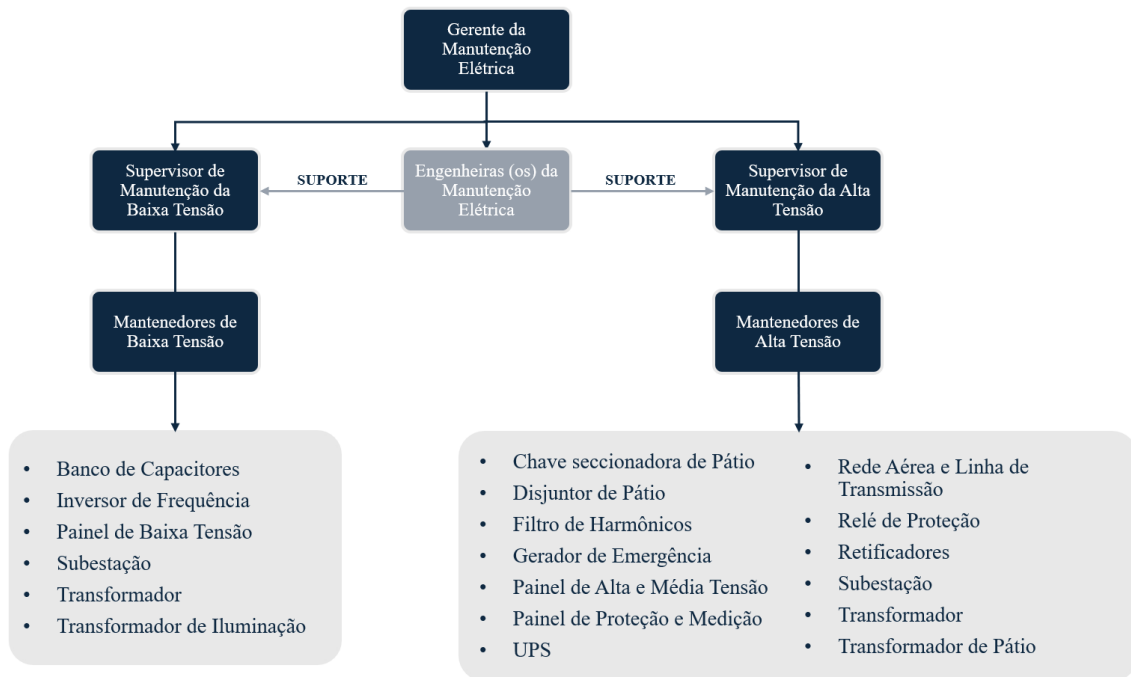 Gerente da
Manutenção
Elétrica
Supervisor de
Manutenção da
Baixa Tensão
SUPORTE
Engenheiras (os) da
Manutenção
Elétrica
SUPORTE
Supervisor de
Manutenção da Alta
Tensão
Mantenedores de
Baixa Tensão
Mantenedores de
Alta Tensão
• Banco de Capacitores
• Inversor de Frequência
• Painel de Baixa Tensão
• Subestação
• Transformador
• Transformador de Iluminação
• Chave seccionadora de Pátio
• Disjuntor de Pátio
• Filtro de Harmônicos
• Gerador de Emergência
• Painel de Alta e Média Tensão
• Painel de Proteção e Medição
• UPS
• Rede Aérea e Linha de
Transmissão
• Relé de Proteção
• Retificadores
• Subestação
• Transformador
• Transformador de Pátio